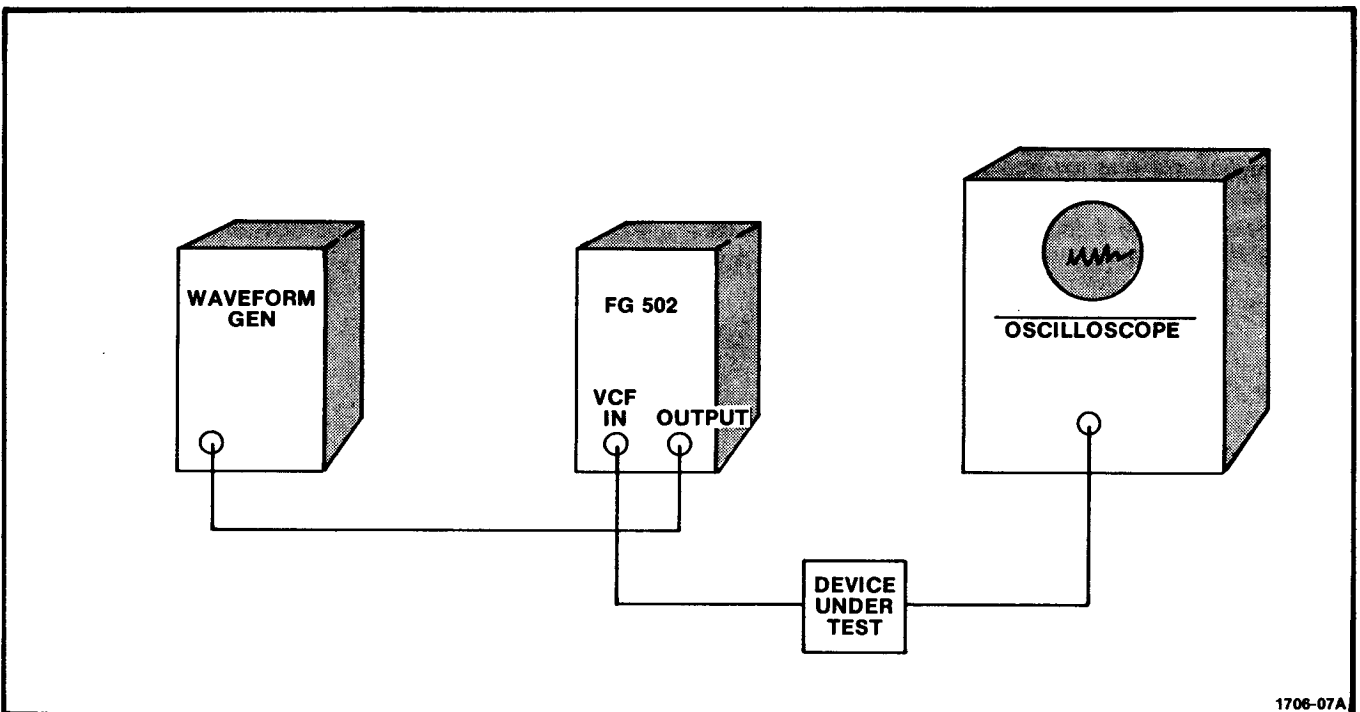 WAVEFORM
GEN
FG 502
VCF
IN
OUTPUT
OSCILLOSCOPE
DEVICE
UNDER
TEST
1706-07A